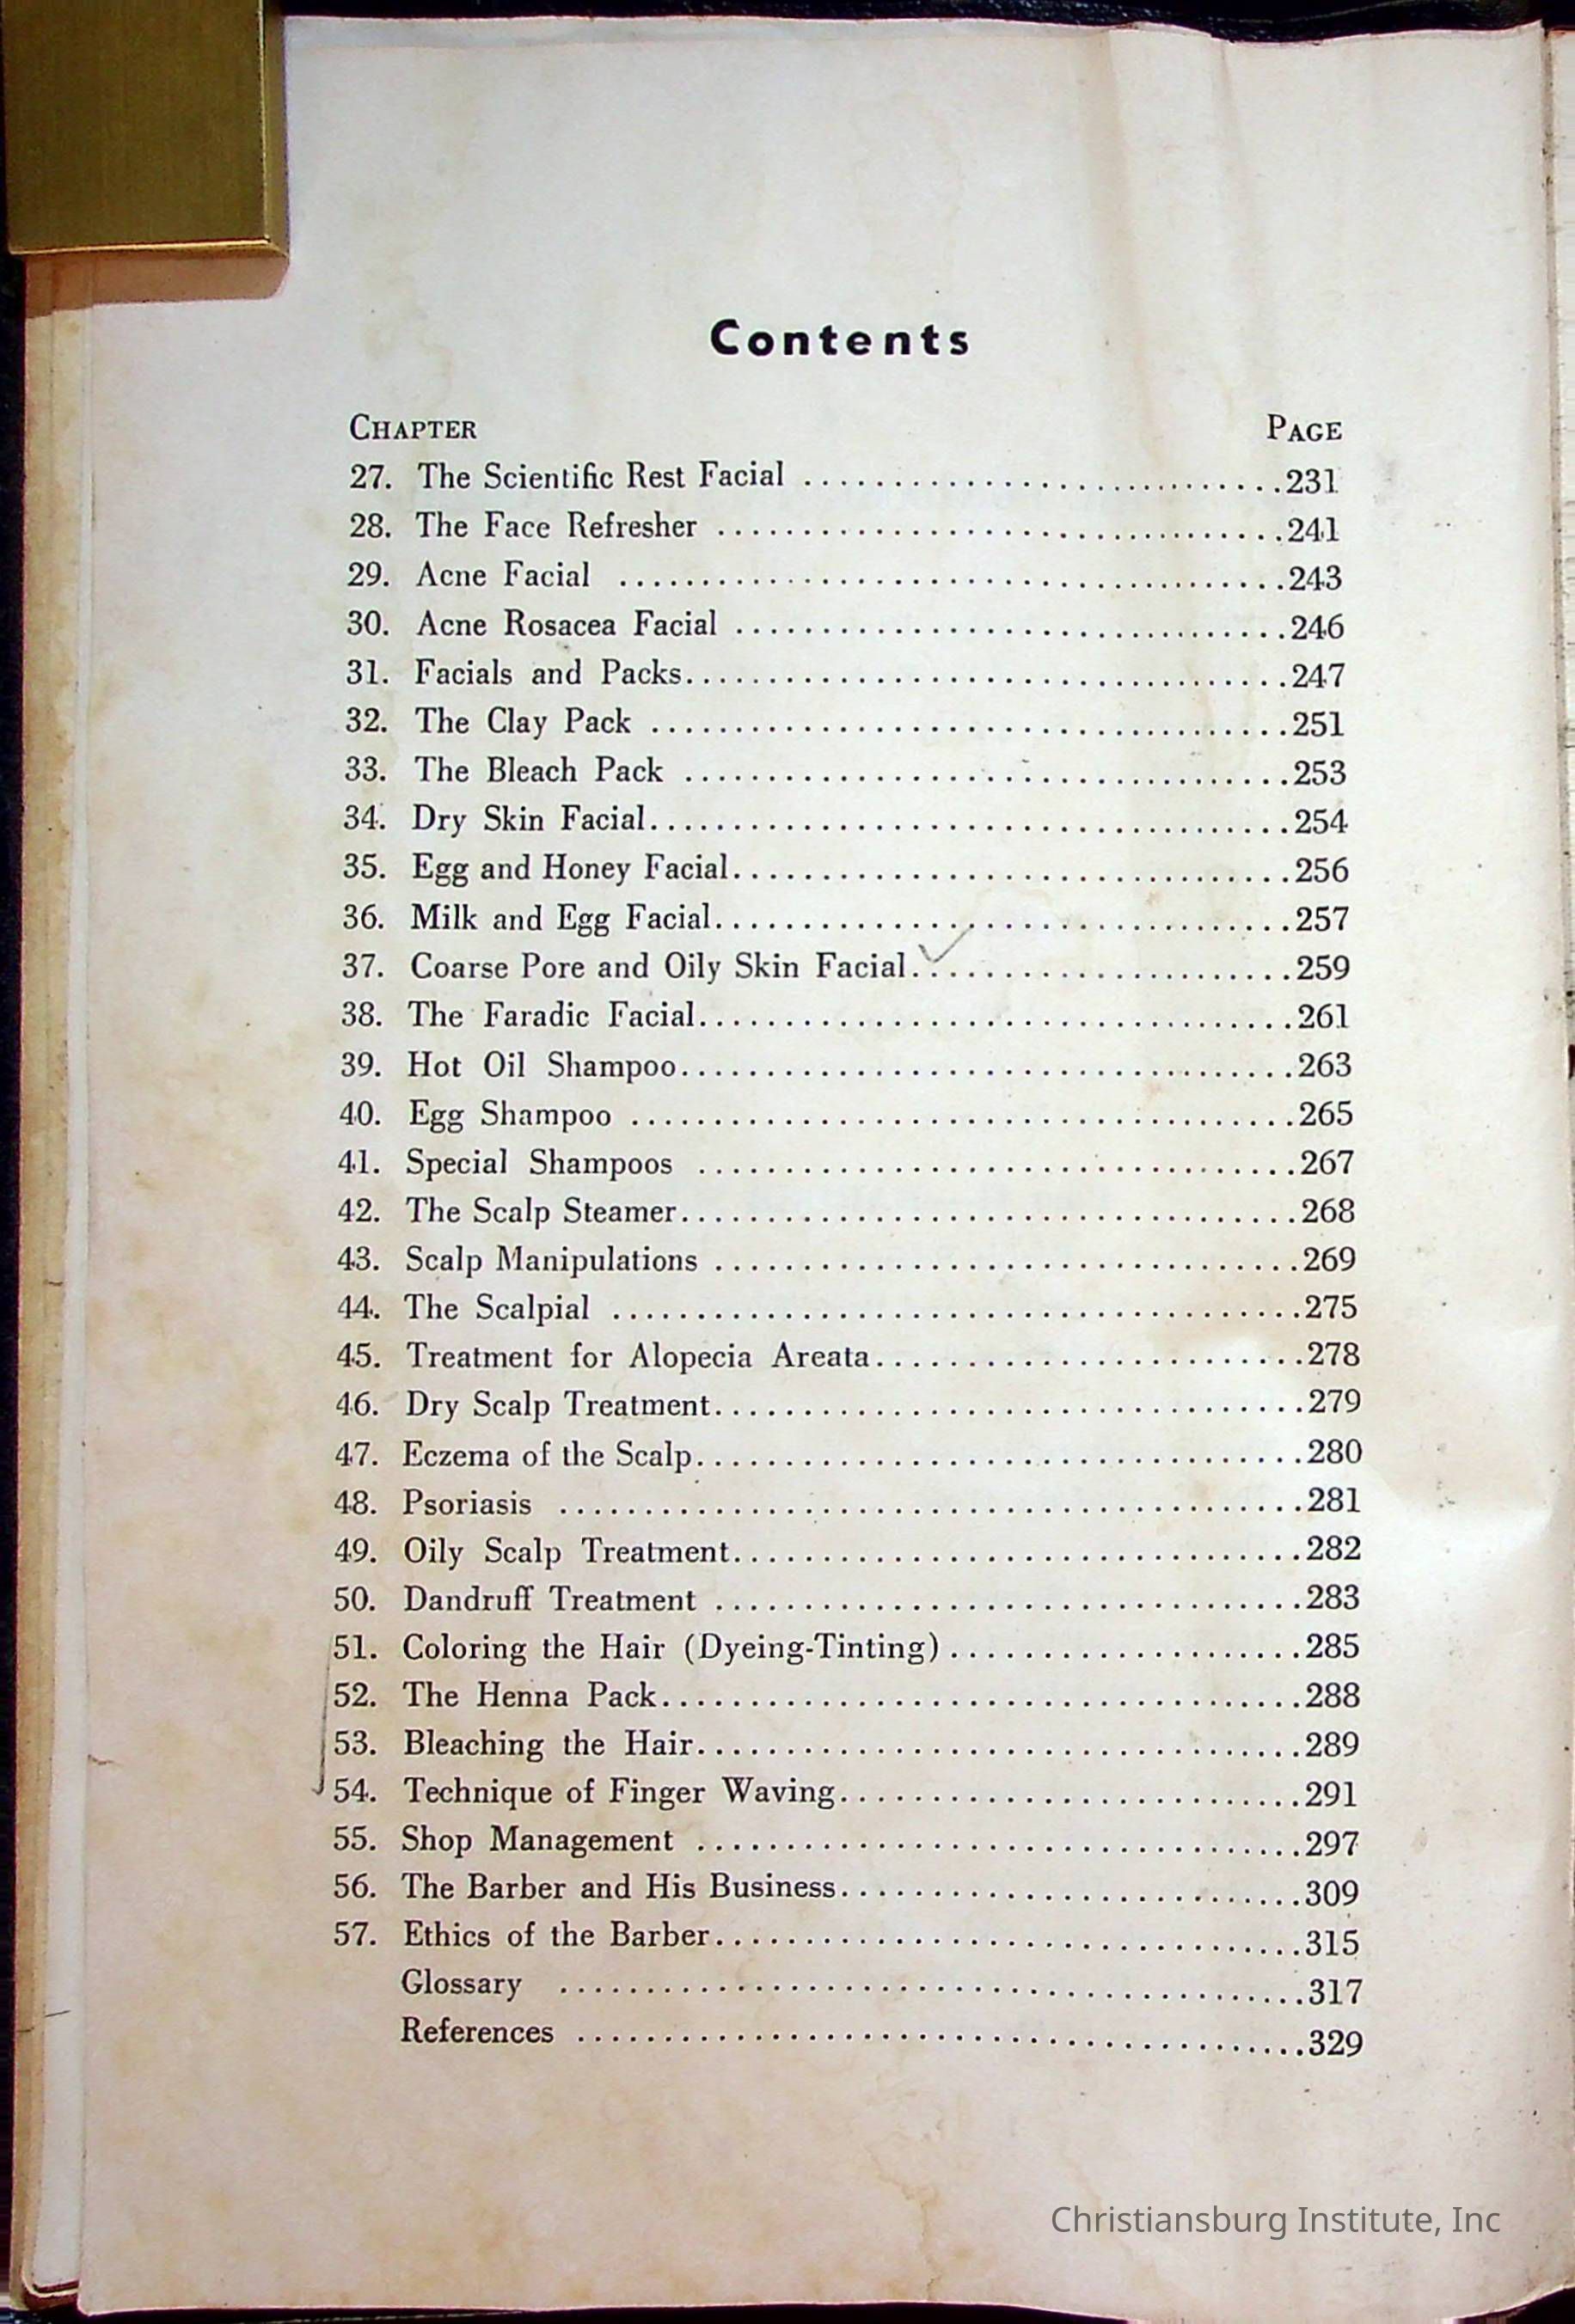 Contents
CHAPTER PAGE
27. The Scientific Rest Facial ............................231
28. The Face Refresher .................................241
29. Acne Facial .......................................243
30. Acne Rosacea Facial ................................246
31. Facials and Packs...................................247
32. The Clay Pack .....................................251
33. The Bleach Pack ...................................253
34. Dry Skin Facial.....................................254
35. Egg and Honey Facial................................256
36. Milk and Egg Facial.................................257
37. Coarse Pore and Oily Skin Facial......................259
38. The Faradic Facial..................................261
39. Hot Oil Shampoo...................................263
40. Egg Shampoo .......................................265
41. Special Shampoos ...................................267
42. The Scalp Steamer...................................268
43. Scalp Manipulations .................................269
44. The Scalpial ........................................275
45. Treatment for Alopecia Areata.........................278
46. Dry Scalp Treatment..................................279
47. Eczema of the Scalp..................................280
48. Psoriasis ...........................................281
49. Oily Scalp Treatment.................................282
50. Dandruff Treatment ..................................283
51. Coloring the Hair (Dyeing-Tinting).....................285
52. The Henna Pack.....................................288
53. Bleaching the Hair...................................289
54. Technique of Finger Waving...........................291
55. Shop Management ...................................297
56. The Barber and His Business...........................309
57. Ethics of the Barber..................................315
Glossary ...........................................317
References ..........................................329
Christiansburg Institute, Inc